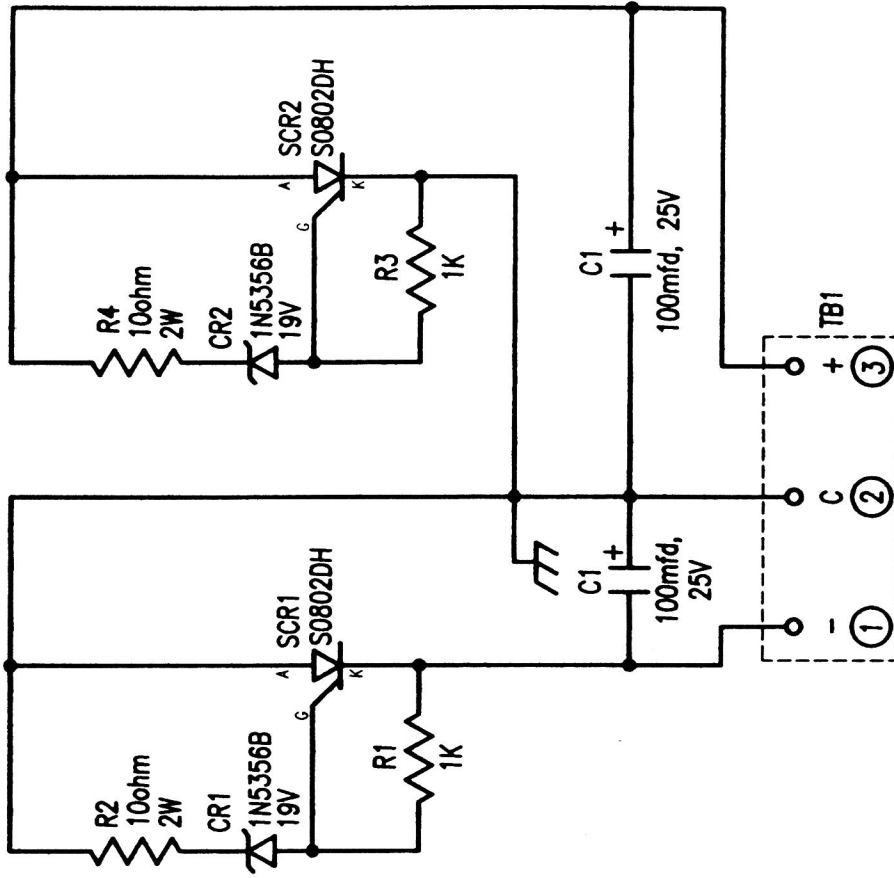 R4
10ohm
2W
CR2
1N5356B
19V
A
SCR2
S0802DH
G
K
R3
1K
C1
+
100mfd, 25V
R2
10ohm
2W
CR1
1N5356B
19V
A
SCR1
S0802DH
G
K
R1
1K
C1
+
100mfd,
25V
TB1
- C +
1 2 3